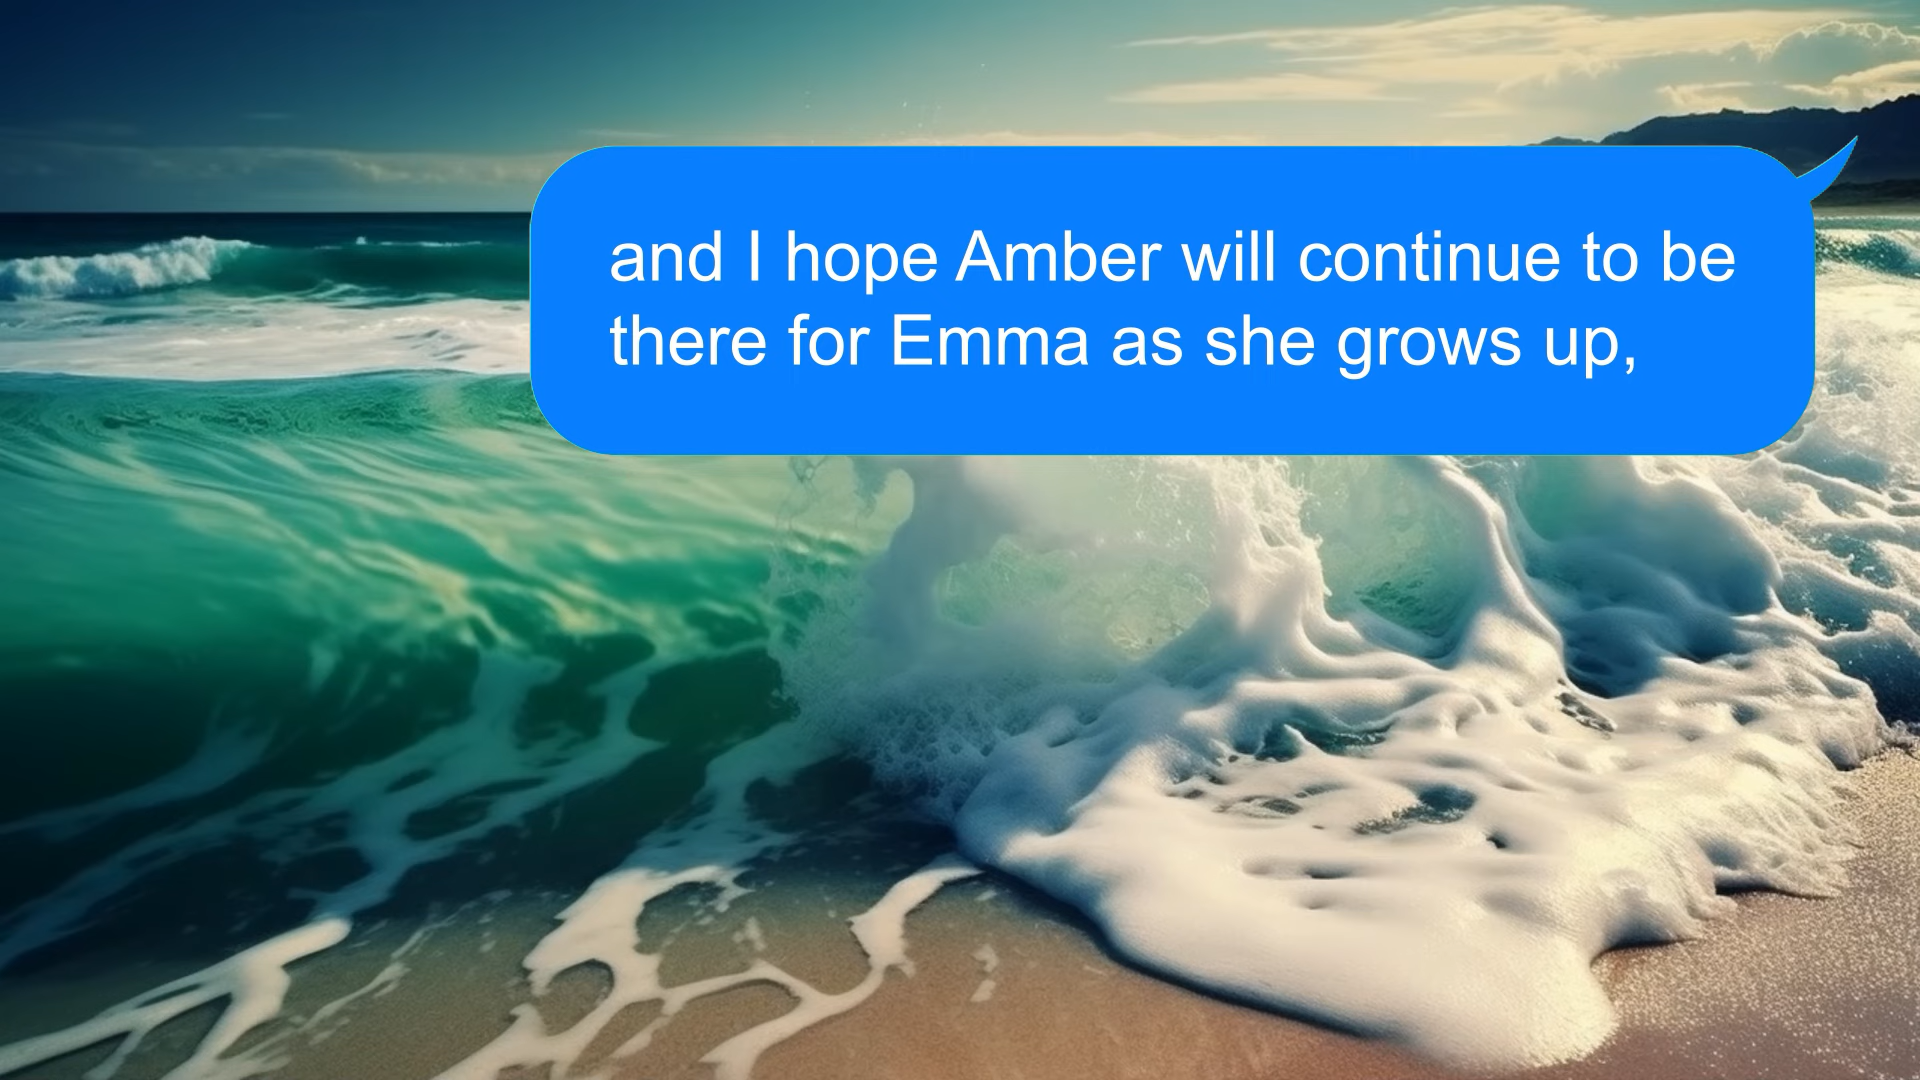 and I hope Amber will continue to be
there for Emma as she grows up,